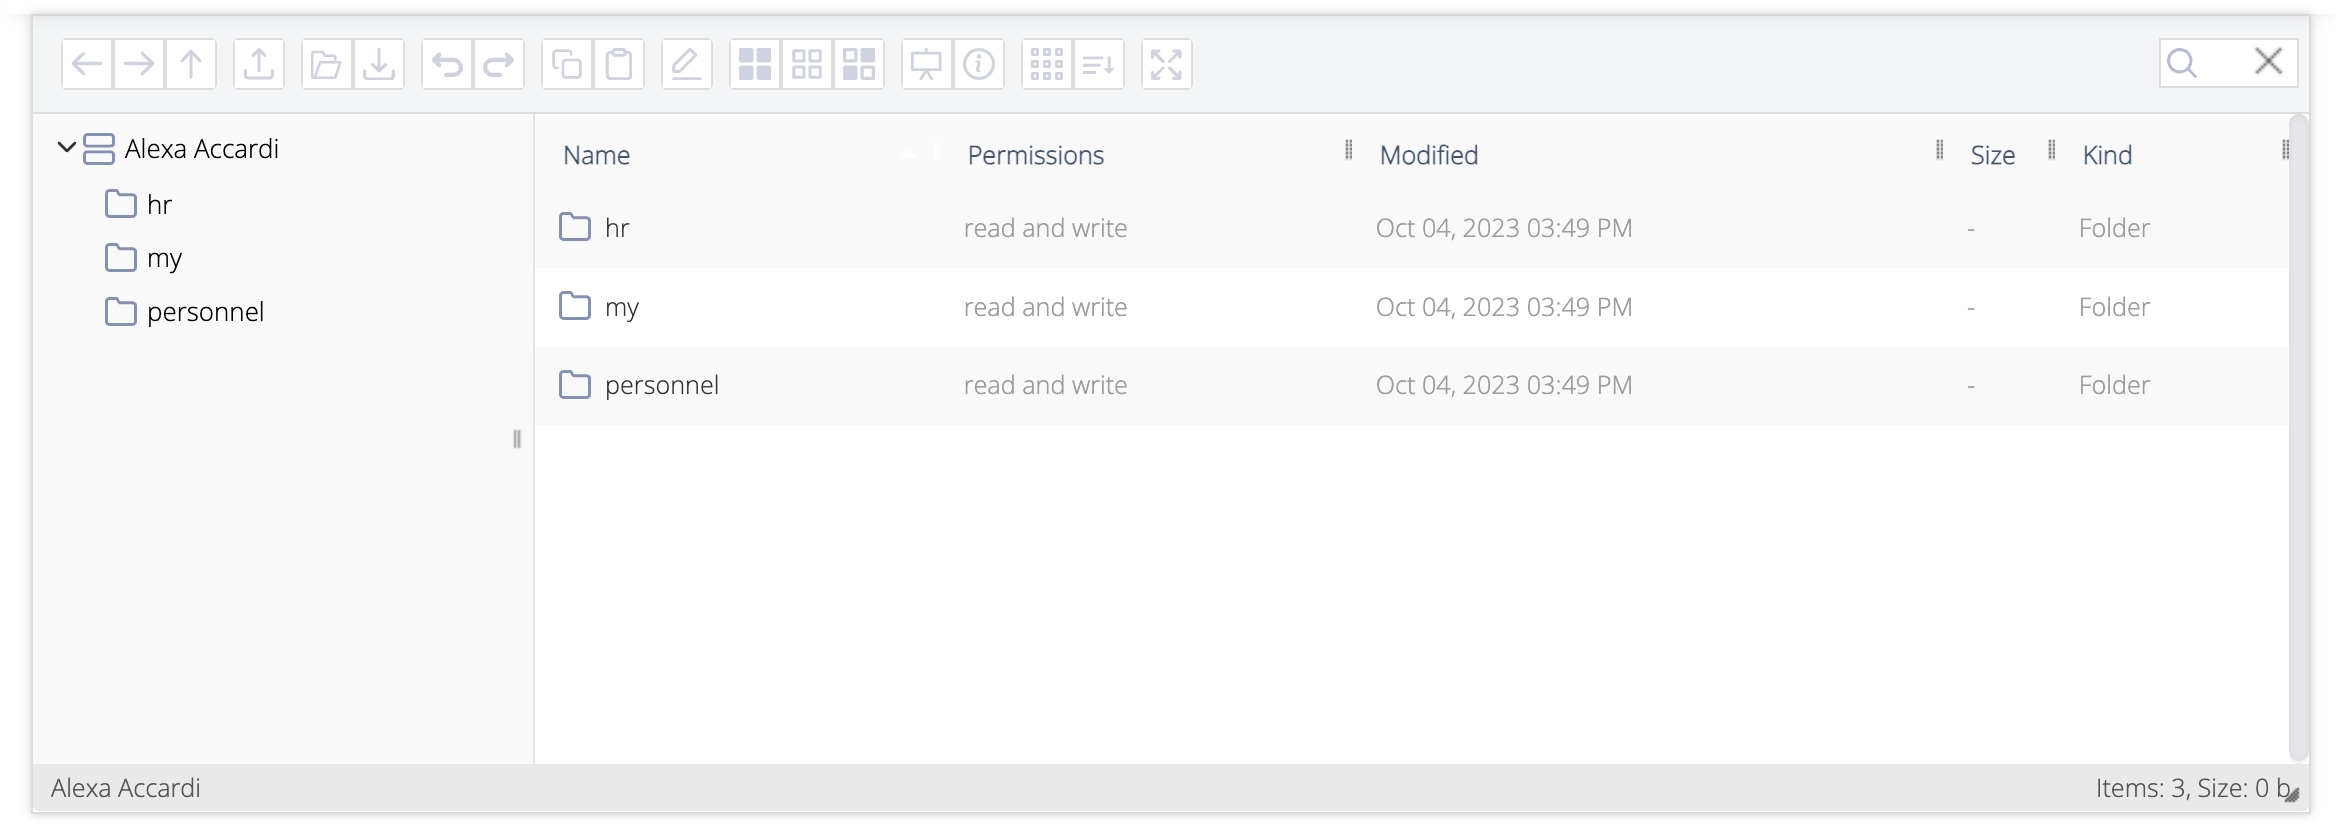 Alexa Accardi
hr
my
personnel
Name Permissions Modified Size Kind
hr read and write Oct 04, 2023 03:49 PM - Folder
my read and write Oct 04, 2023 03:49 PM - Folder
personnel read and write Oct 04, 2023 03:49 PM - Folder
Alexa Accardi Items: 3, Size: 0 b